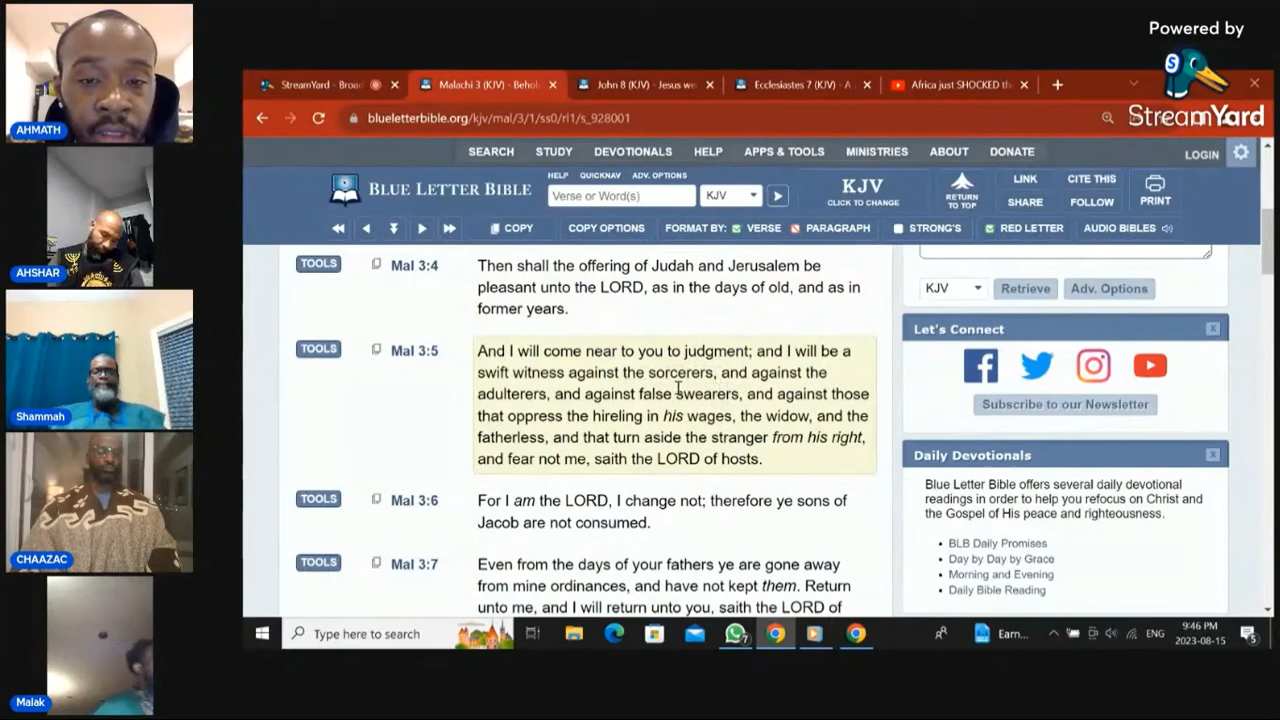 Powered by
S
StreamYard
AHMATH
AHSHAR
Shammah
CHAAZAC
Malak
StreamYard - Broa
Malachi 3 (KJV) - Behol
John 8 (KJV) - Jesus we
Ecclesiastes 7 (KJV) - A
Africa just SHOCKED th
blueletterbible.org/kjv/mal/3/1/ss0/rl1/s_928001
SEARCH STUDY DEVOTIONALS HELP APPS & TOOLS MINISTRIES ABOUT DONATE
LOGIN
BLUE LETTER BIBLE
HELP QUICKNAV ADV. OPTIONS
Verse or Word(s) KJV
KJV
CLICK TO CHANGE
RETURN
TO TOP
LINK
SHARE
CITE THIS
FOLLOW
PRINT
COPY COPY OPTIONS FORMAT BY: VERSE PARAGRAPH STRONG'S RED LETTER AUDIO BIBLES
TOOLS Mal 3:4 Then shall the offering of Judah and Jerusalem be
pleasant unto the LORD, as in the days of old, and as in
former years.
TOOLS Mal 3:5 And I will come near to you to judgment; and I will be a
swift witness against the sorcerers, and against the
adulterers, and against false swearers, and against those
that oppress the hireling in his wages, the widow, and the
fatherless, and that turn aside the stranger from his right,
and fear not me, saith the LORD of hosts.
TOOLS Mal 3:6 For I am the LORD, I change not; therefore ye sons of
Jacob are not consumed.
TOOLS Mal 3:7 Even from the days of your fathers ye are gone away
from mine ordinances, and have not kept them. Return
unto me, and I will return unto you, saith the LORD of
KJV Retrieve Adv. Options
Let's Connect
Subscribe to our Newsletter
Daily Devotionals
Blue Letter Bible offers several daily devotional
readings in order to help you refocus on Christ and
the Gospel of His peace and righteousness.
BLB Daily Promises
Day by Day by Grace
Morning and Evening
Daily Bible Reading
Type here to search
7
Earn...
ENG
9:46 PM
2023-08-15
5